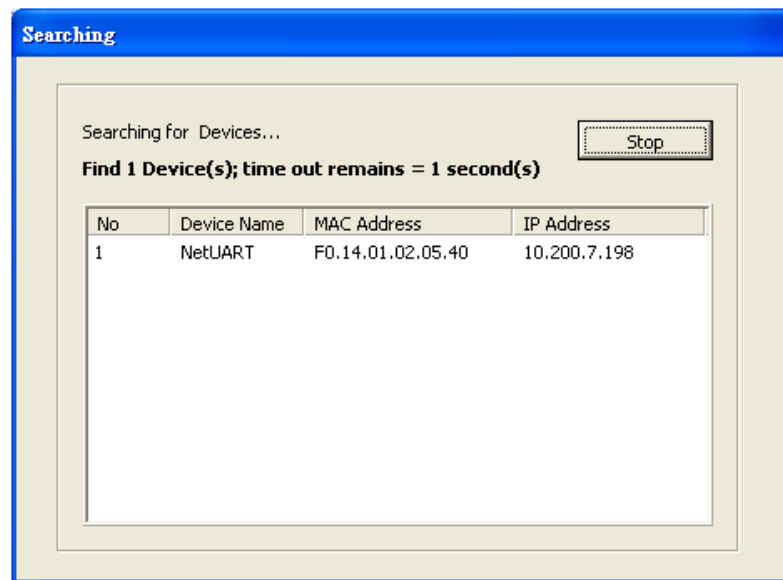 Searching
Searching for Devices...
Stop
Find 1 Device(s); time out remains = 1 second(s)
No Device Name MAC Address IP Address
1 NetUART F0.14.01.02.05.40 10.200.7.198